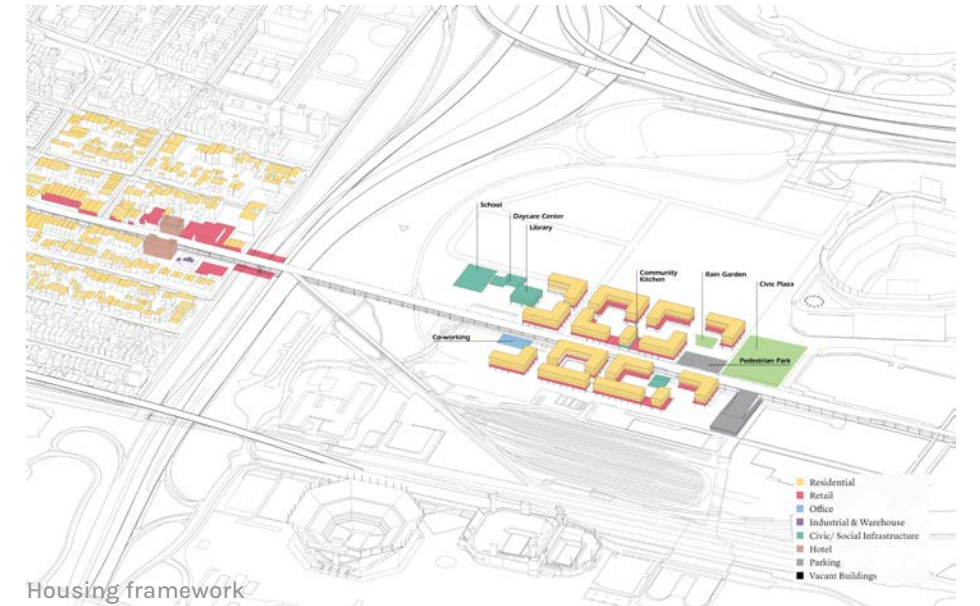 School
Daycare Center
Library
Community
Kitchen
Rain Garden
Civic Plaza
Co-working
Pedestrian Park
Residential
Retail
Office
Industrial & Warehouse
Civic/ Social Infrastructure
Hotel
Parking
Vacant Buildings
Housing framework